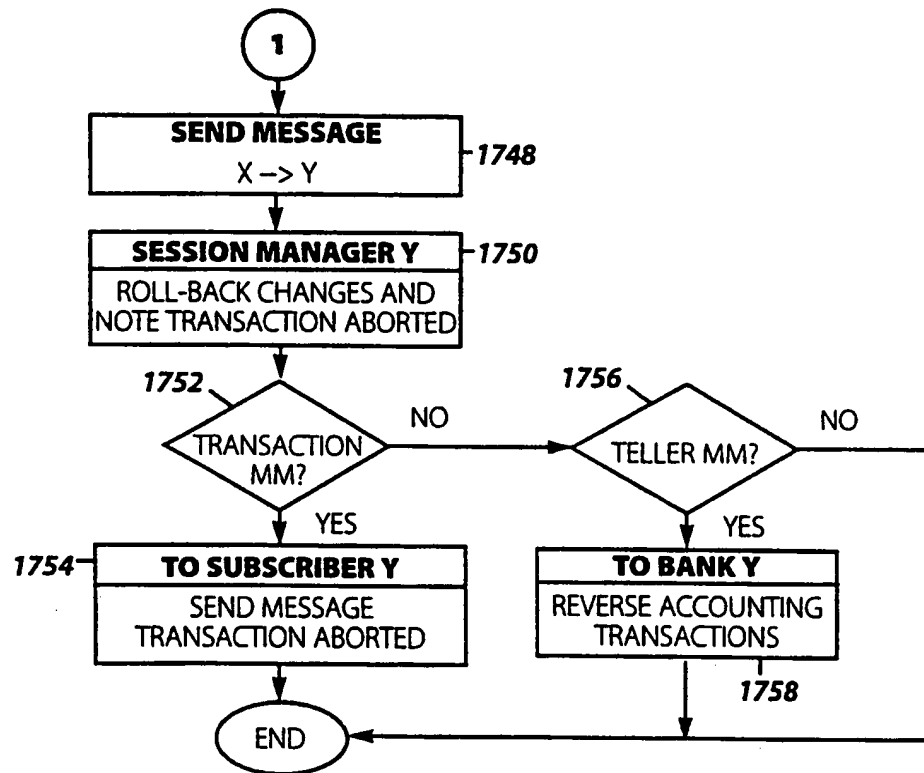 1
SEND MESSAGE
X –> Y
1748
SESSION MANAGER Y
1750
ROLL-BACK CHANGES AND
NOTE TRANSACTION ABORTED
1752
TRANSACTION
MM?
NO
YES
1756
TELLER MM?
NO
YES
1754
TO SUBSCRIBER Y
SEND MESSAGE
TRANSACTION ABORTED
TO BANK Y
REVERSE ACCOUNTING
TRANSACTIONS
1758
END